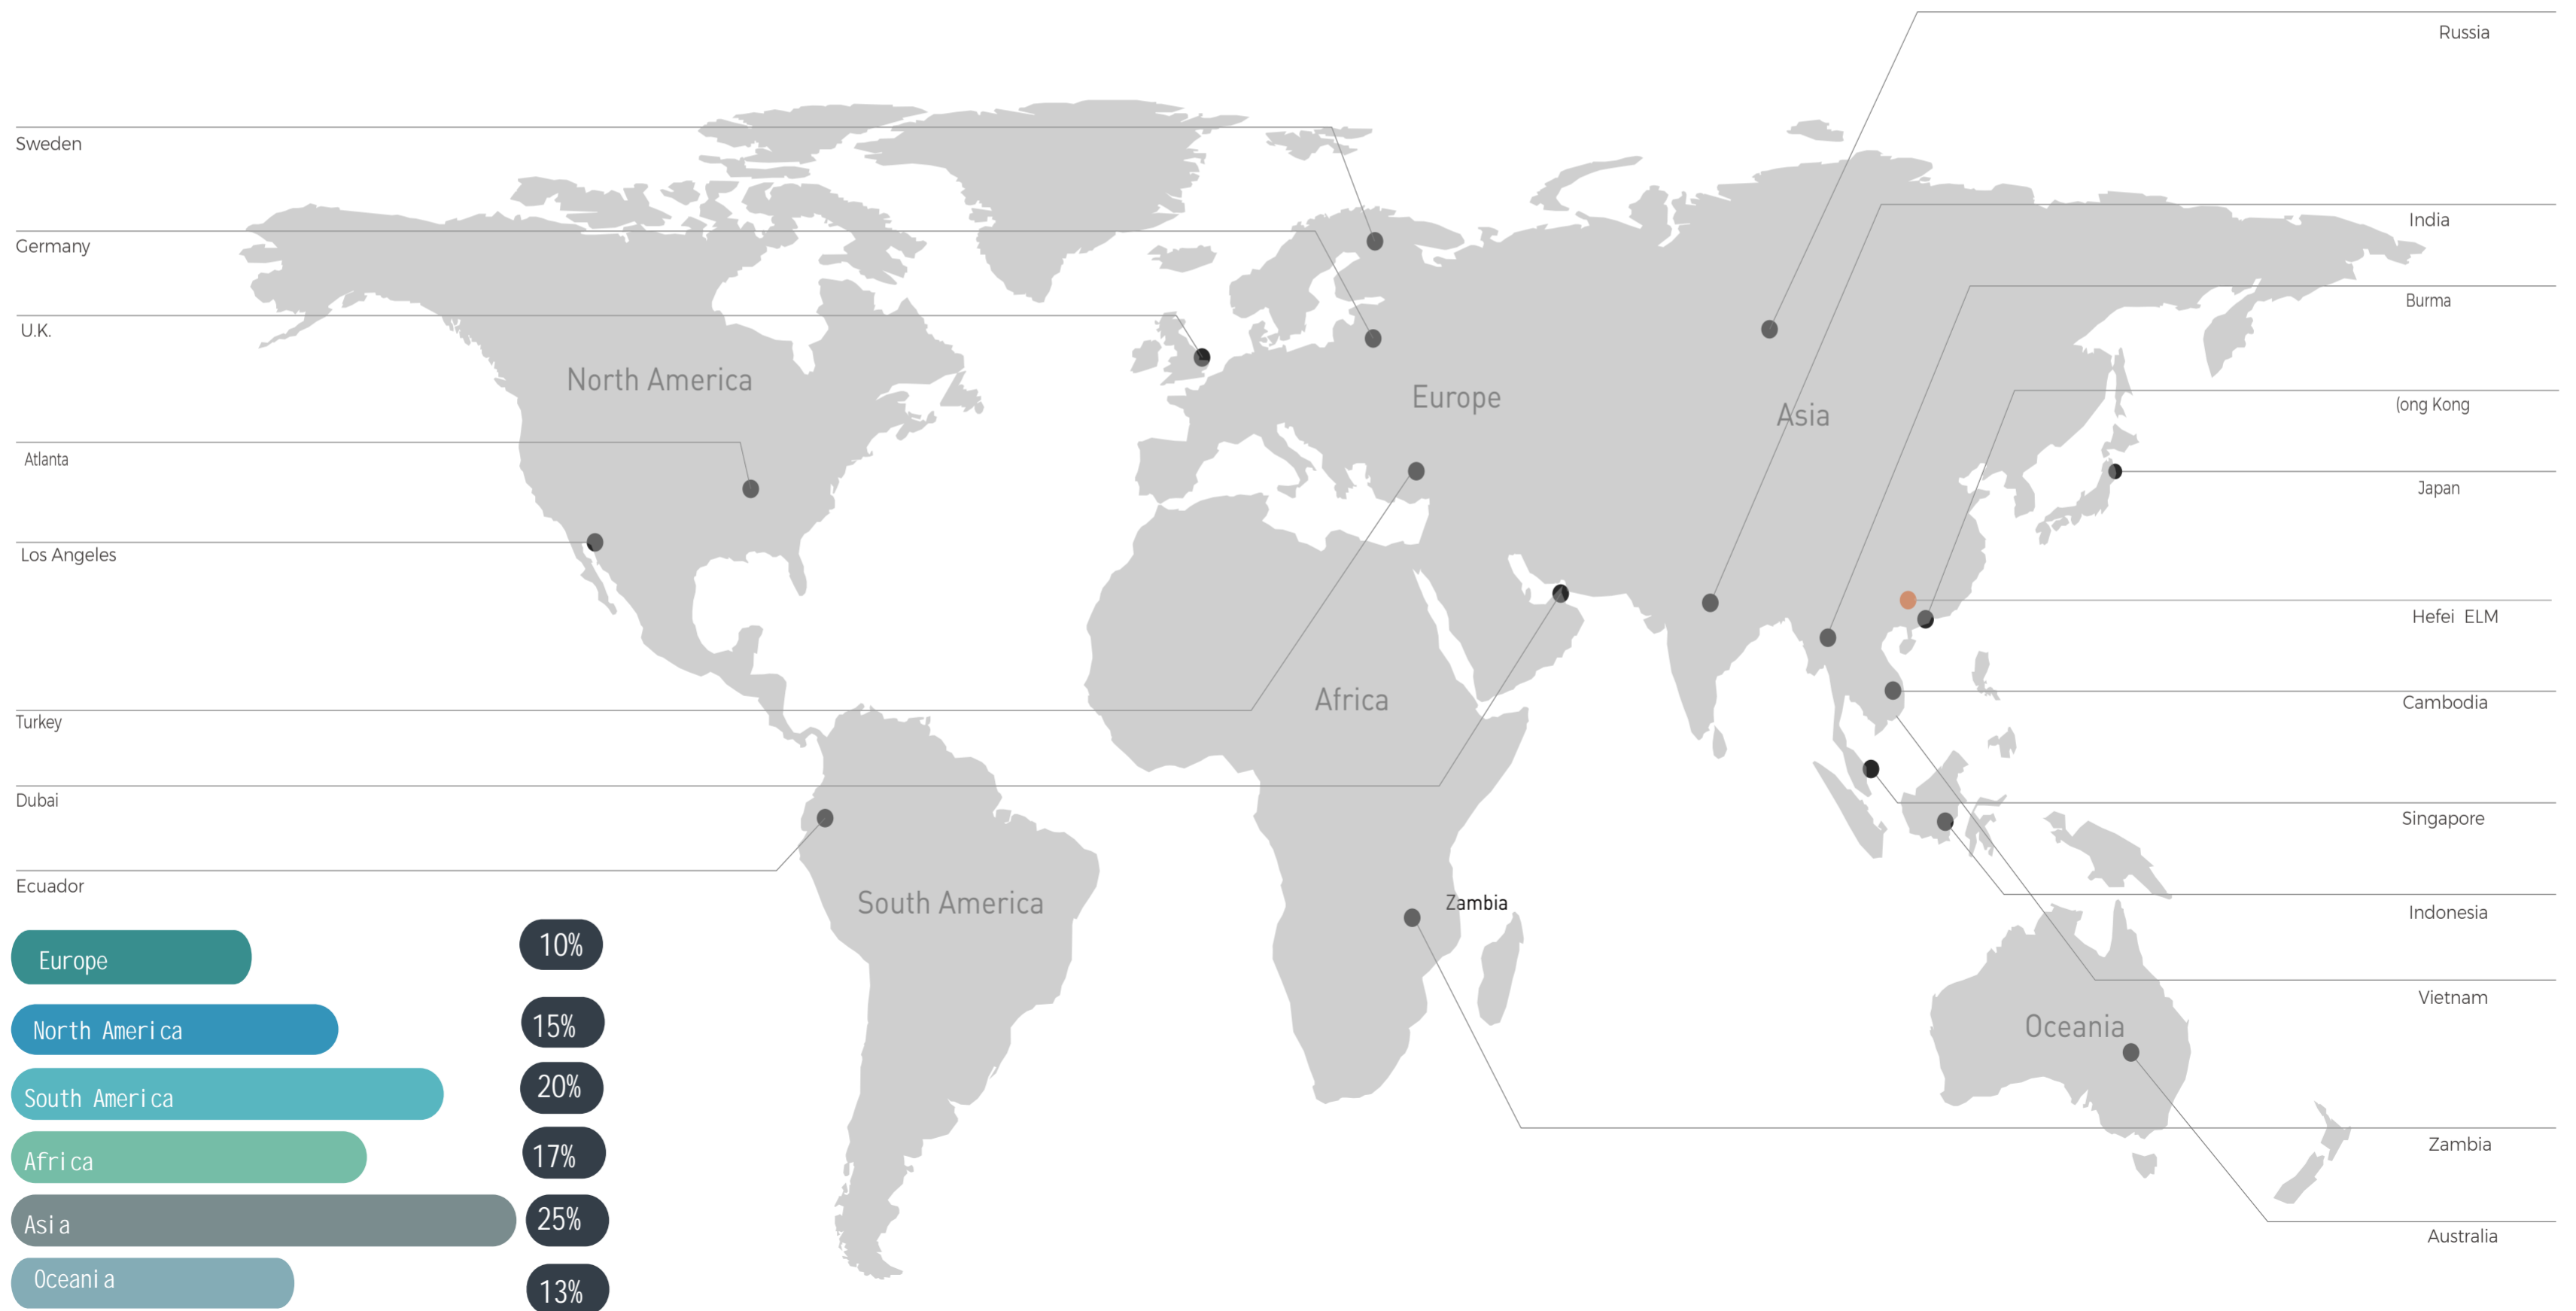 Russia
Sweden
India
Germany
Burma
U.K.
North America
Europe
Asia
(ong Kong
Atlanta
Japan
Los Angeles
Hefei ELM
Africa
Cambodia
Turkey
Dubai
Singapore
Ecuador
South America
Zambia
Indonesia
Vietnam
Oceania
Zambia
Australia
Europe 10%
North America 15%
South America 20%
Africa 17%
Asia 25%
Oceania 13%